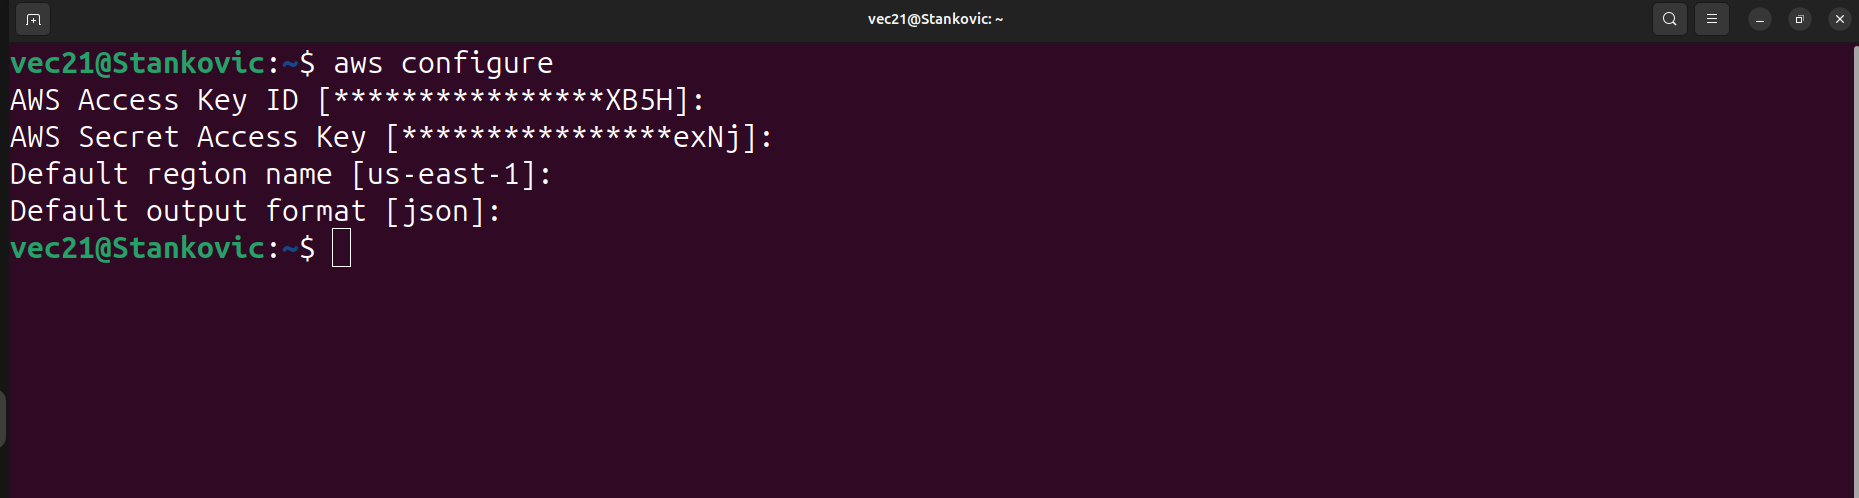 vec21@Stankovic: ~
vec21@Stankovic:~$ aws configure
AWS Access Key ID [****************XB5H]:
AWS Secret Access Key [****************exNj]:
Default region name [us-east-1]:
Default output format [json]:
vec21@Stankovic:~$